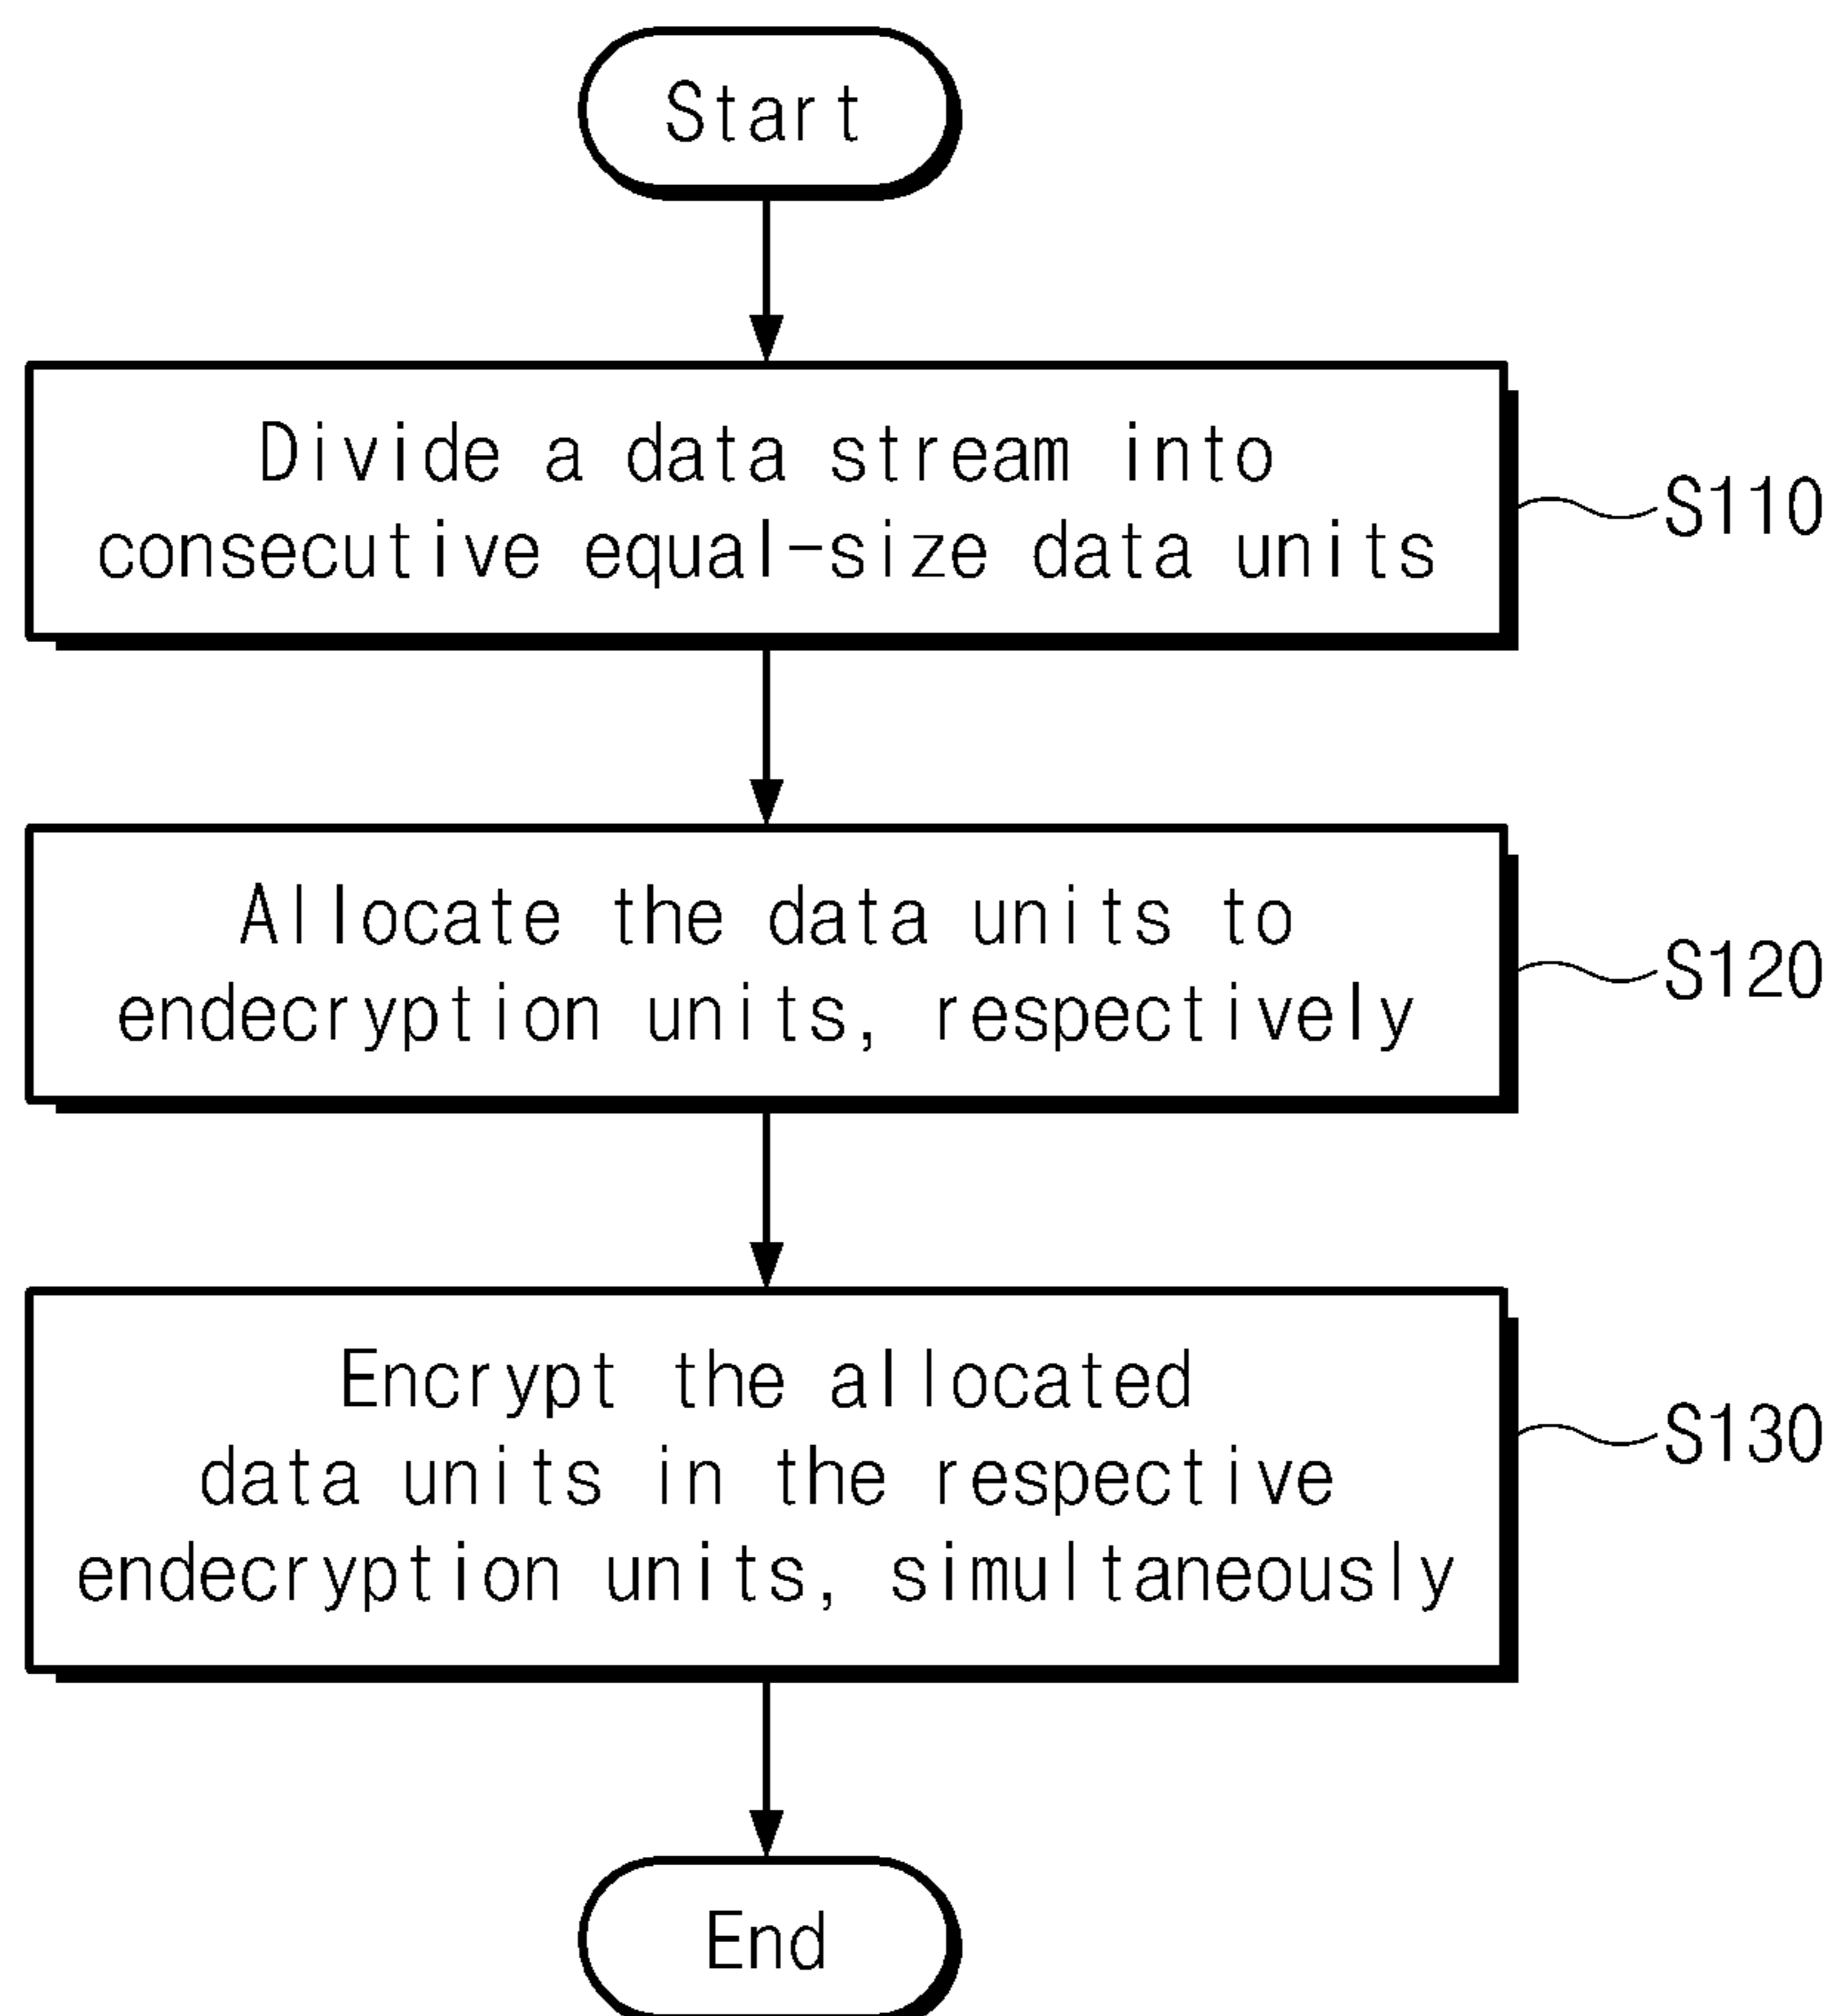 Start
Divide a data stream into
consecutive equal-size data units
S110
Allocate the data units to
endecryption units, respectively
S120
Encrypt the allocated
data units in the respective
endecryption units, simultaneously
S130
End